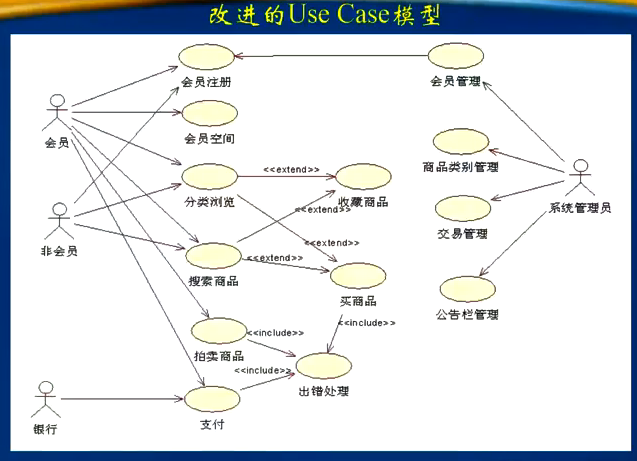 改进的Use Case模型
会员注册
会员管理
会员
会员空间
商品类别管理
<<extend>>
分类浏览
收藏商品
系统管理员
<<extend>>
非会员
交易管理
<<extend>>
<<extend>>
搜索商品
买商品
公告栏管理
<<include>>
<<include>>
拍卖商品
<<include>>
出错处理
银行
支付